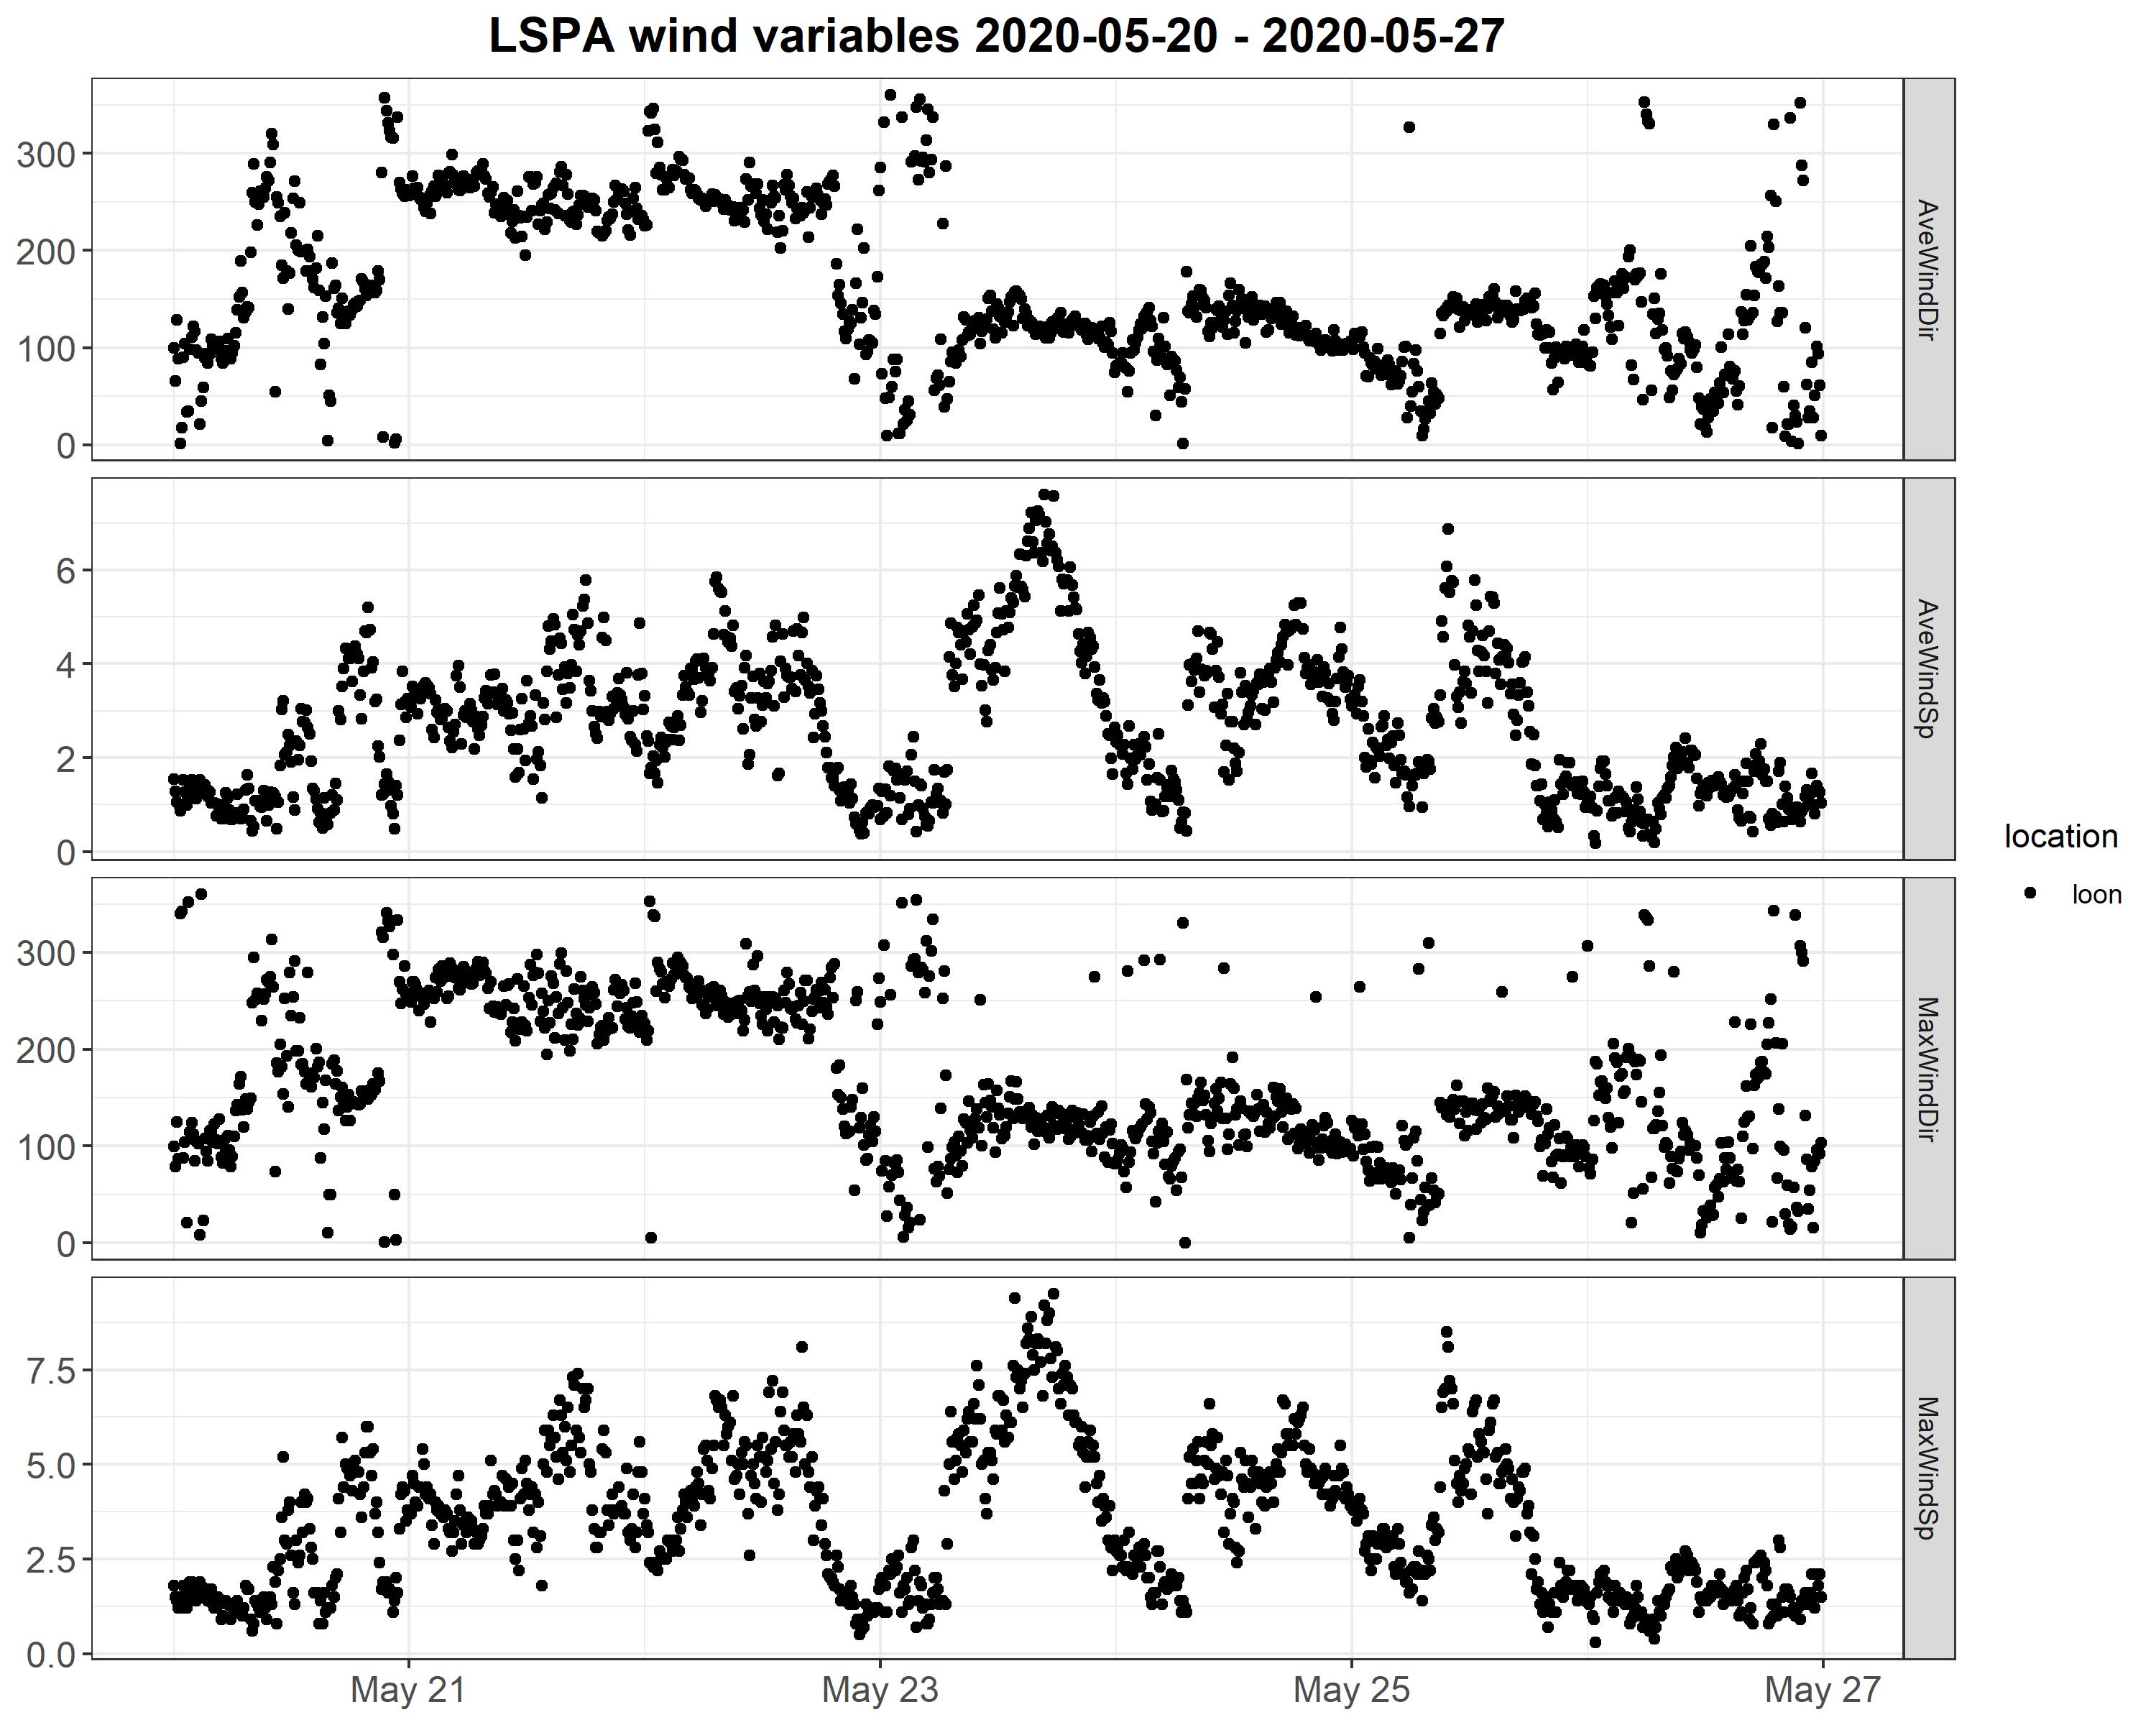 LSPA wind variables 2020-05-20 - 2020-05-27
300
200
100
0
AveWindDir
6
4
2
0
AveWindSp
300
200
100
0
MaxWindDir
7.5
5.0
2.5
0.0
MaxWindSp
May 21
May 23
May 25
May 27
location
loon